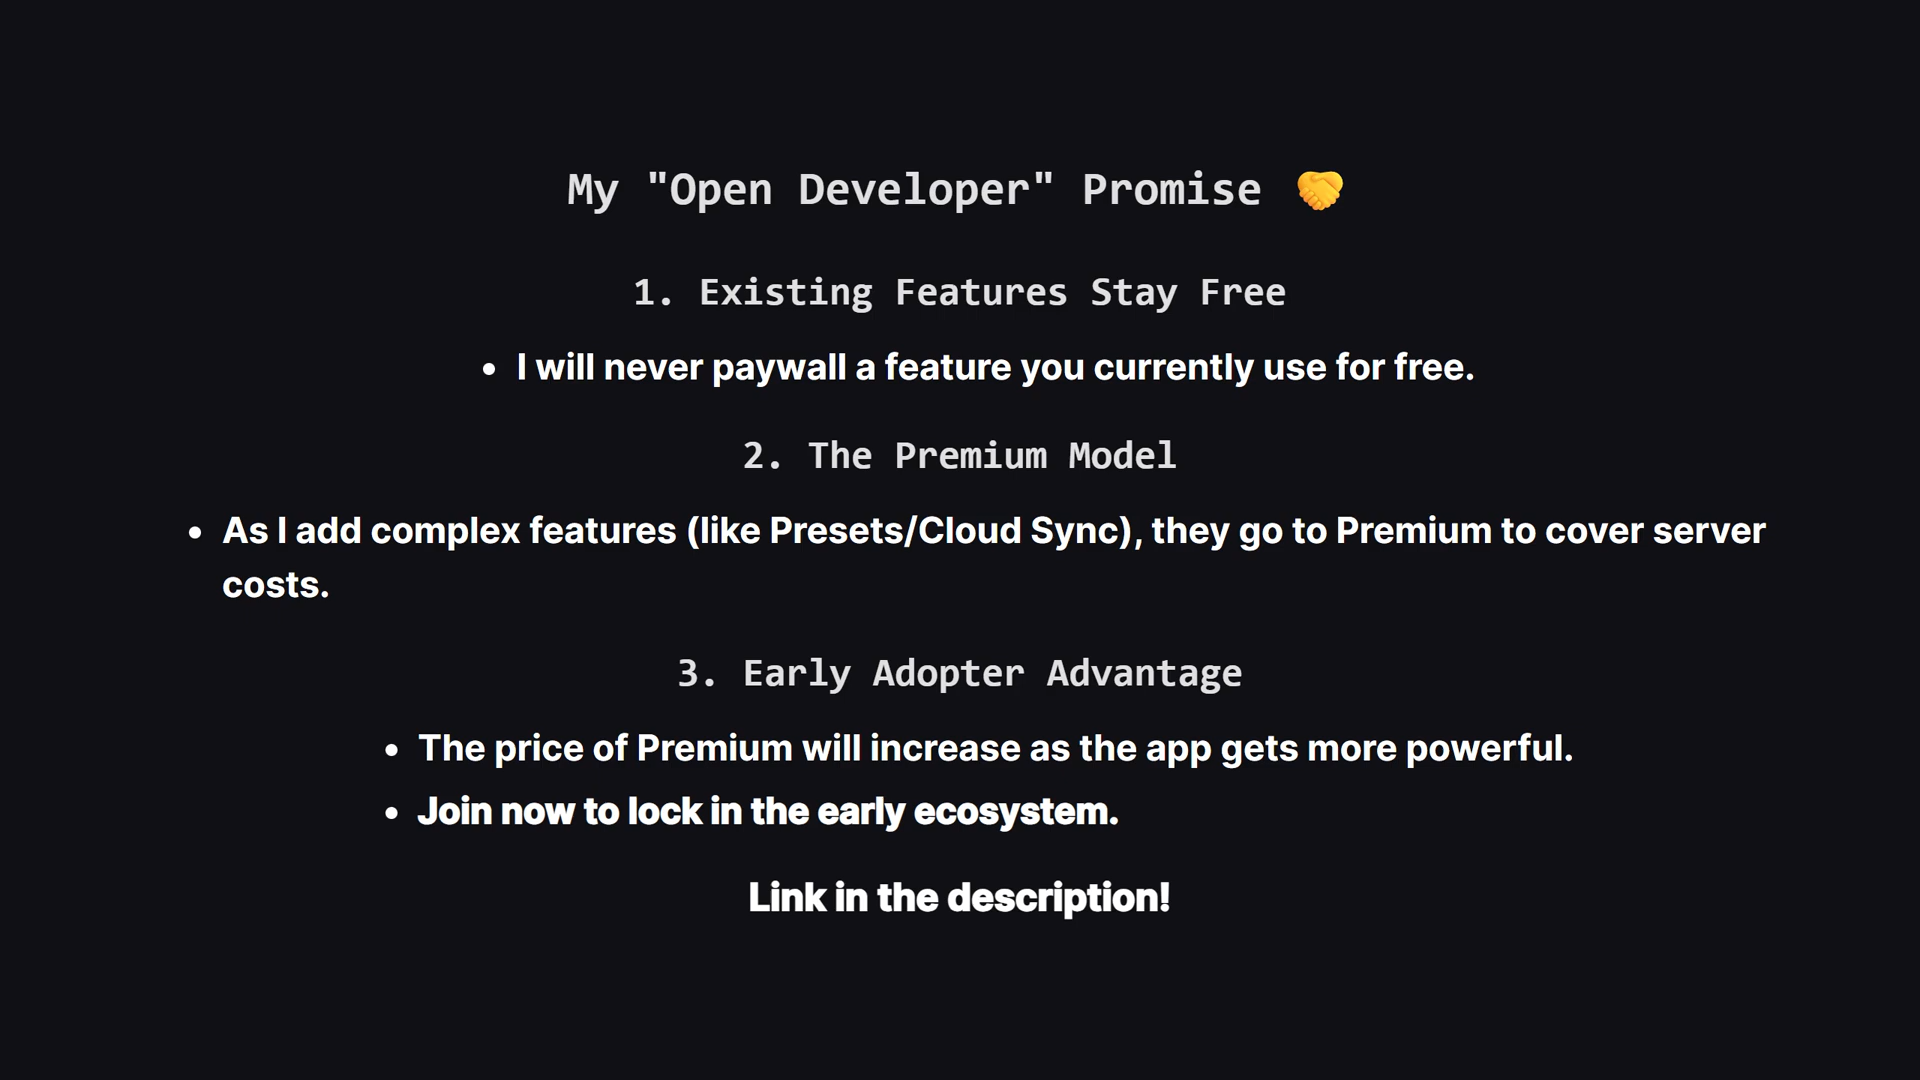 My "Open Developer" Promise 🤝
1. Existing Features Stay Free
• I will never paywall a feature you currently use for free.
2. The Premium Model
• As I add complex features (like Presets/Cloud Sync), they go to Premium to cover server
costs.
3. Early Adopter Advantage
• The price of Premium will increase as the app gets more powerful.
• Join now to lock in the early ecosystem.
Link in the description!